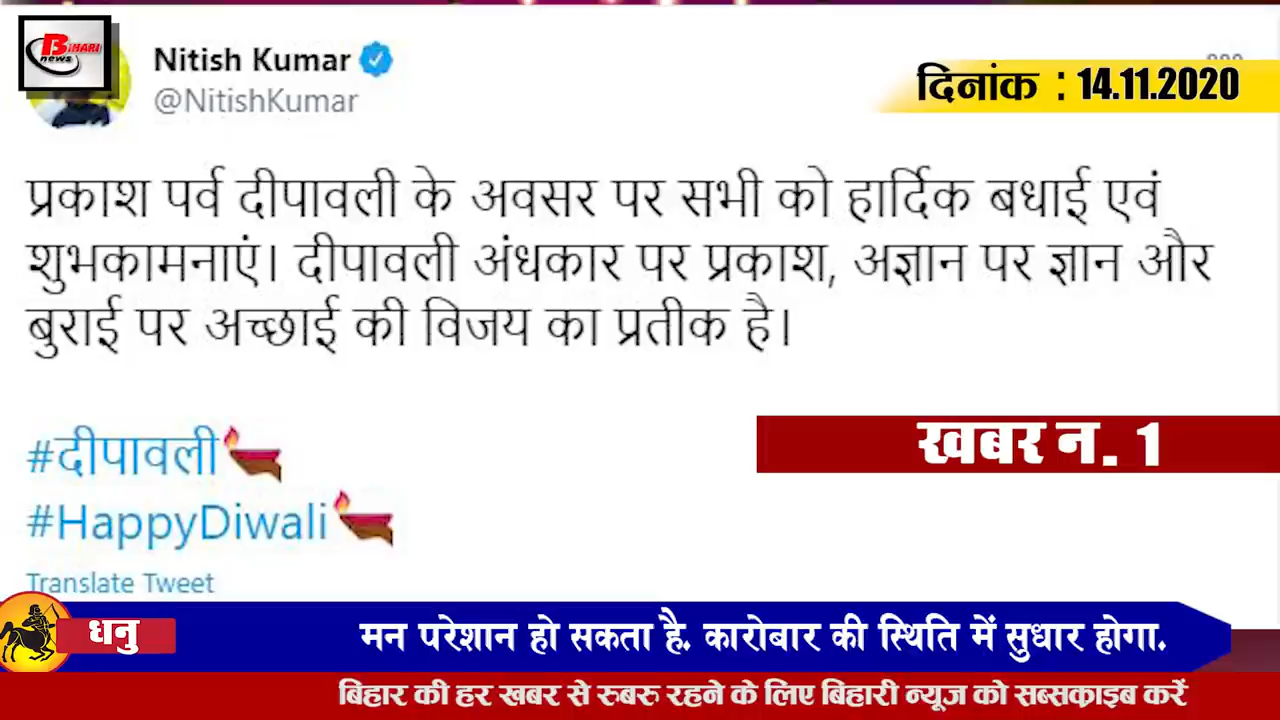 BIHARI
news
Nitish Kumar
@NitishKumar
दिनांक : 14.11.2020
प्रकाश पर्व दीपावली के अवसर पर सभी को हार्दिक बधाई एवं
शुभकामनाएं। दीपावली अंधकार पर प्रकाश, अज्ञान पर ज्ञान और
बुराई पर अच्छाई की विजय का प्रतीक है।
खबर न. 1
#दीपावली
#HappyDiwali
Translate Tweet
धनु
मन परेशान हो सकता है. कारोबार की स्थिति में सुधार होगा.
बिहार की हर खबर से रुबरु रहने के लिए बिहारी न्यूज को सब्सक्राइब करें